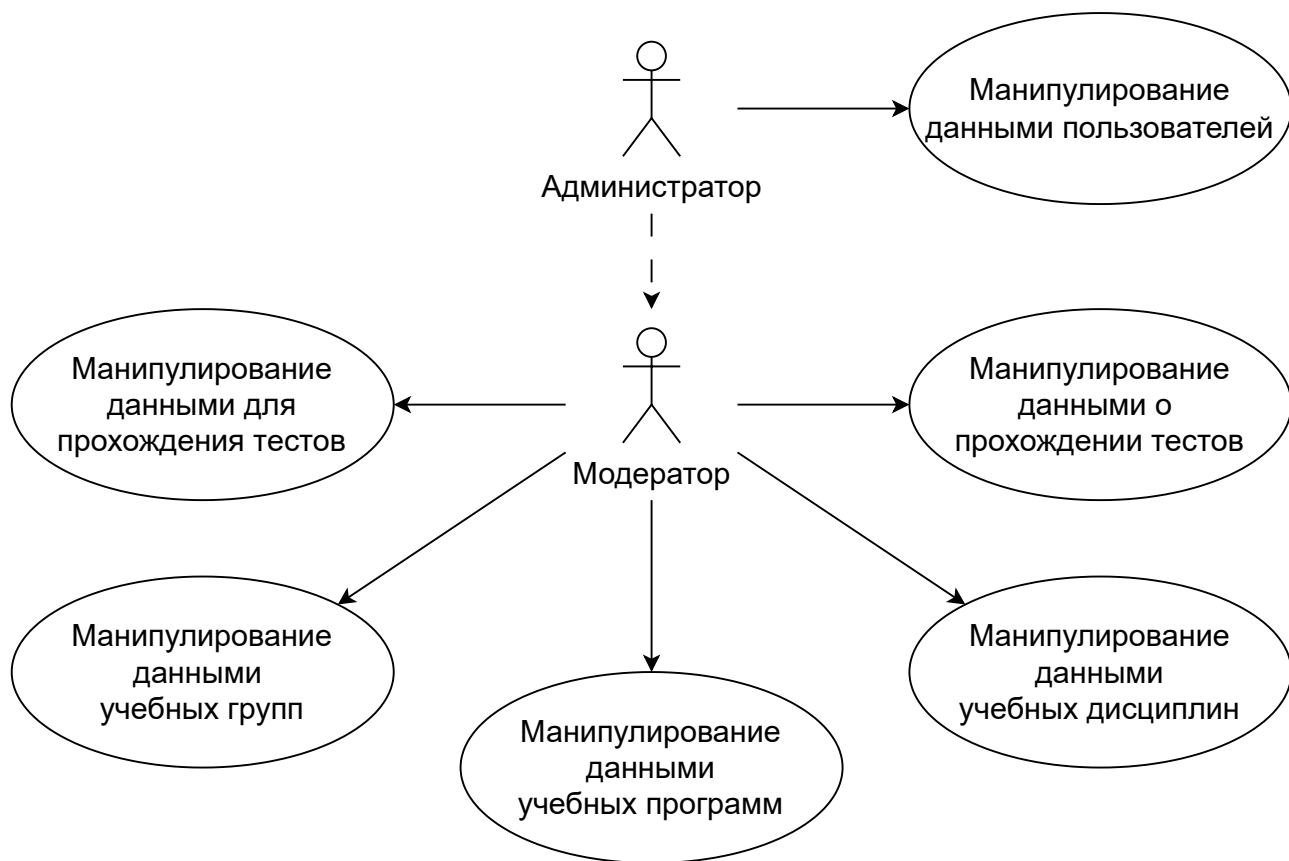 Манипулирование
данными пользователей
Администратор
Манипулирование
данными для
прохождения тестов
Модератор
Манипулирование
данными о
прохождении тестов
Манипулирование
данными
учебных групп
Манипулирование
данными
учебных программ
Манипулирование
данными
учебных дисциплин